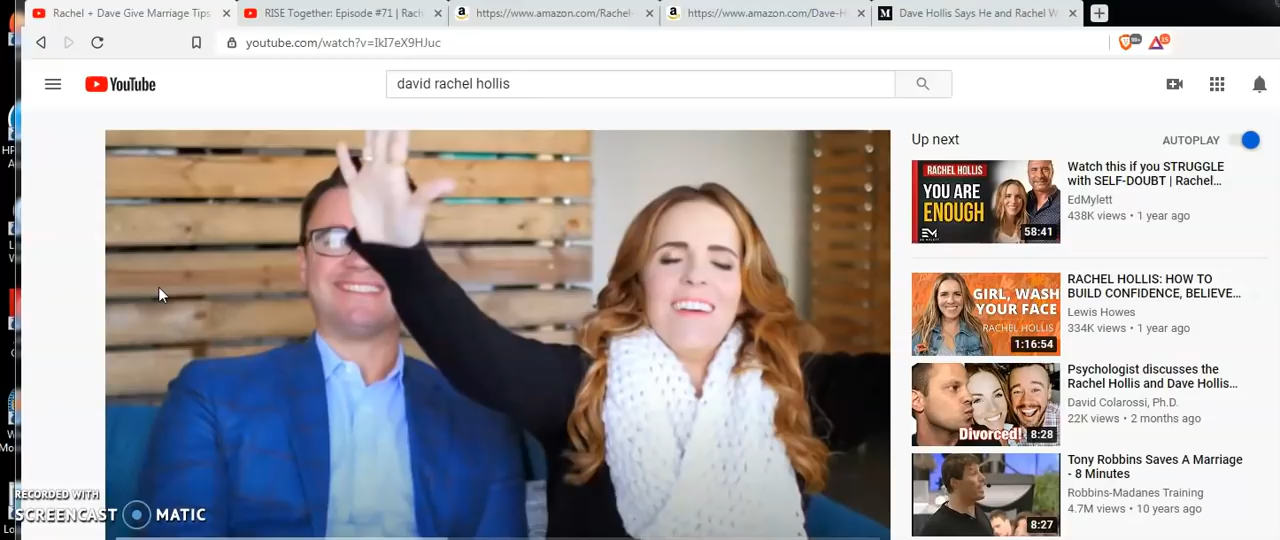 Rachel + Dave Give Marriage Tips
RISE Together: Episode #71 | Rach
https://www.amazon.com/Rachel-
https://www.amazon.com/Dave-H
Dave Hollis Says He and Rachel W
youtube.com/watch?v=IkI7eX9HJuc
99+
15
YouTube
david rachel hollis
Up next
AUTOPLAY
RACHEL HOLLIS
YOU ARE
ENOUGH
EM
58:41
Watch this if you STRUGGLE
with SELF-DOUBT | Rachel...
EdMylett
438K views • 1 year ago
GIRL, WASH
YOUR FACE
RACHEL HOLLIS
1:16:54
RACHEL HOLLIS: HOW TO
BUILD CONFIDENCE, BELIEVE...
Lewis Howes
334K views • 1 year ago
Divorced!
8:28
Psychologist discusses the
Rachel Hollis and Dave Hollis...
David Colarossi, Ph.D.
22K views • 2 months ago
8:27
Tony Robbins Saves A Marriage
- 8 Minutes
Robbins-Madanes Training
4.7M views • 10 years ago
HP
A
L
W
Mo
Lo
RECORDED WITH
SCREENCAST MATIC